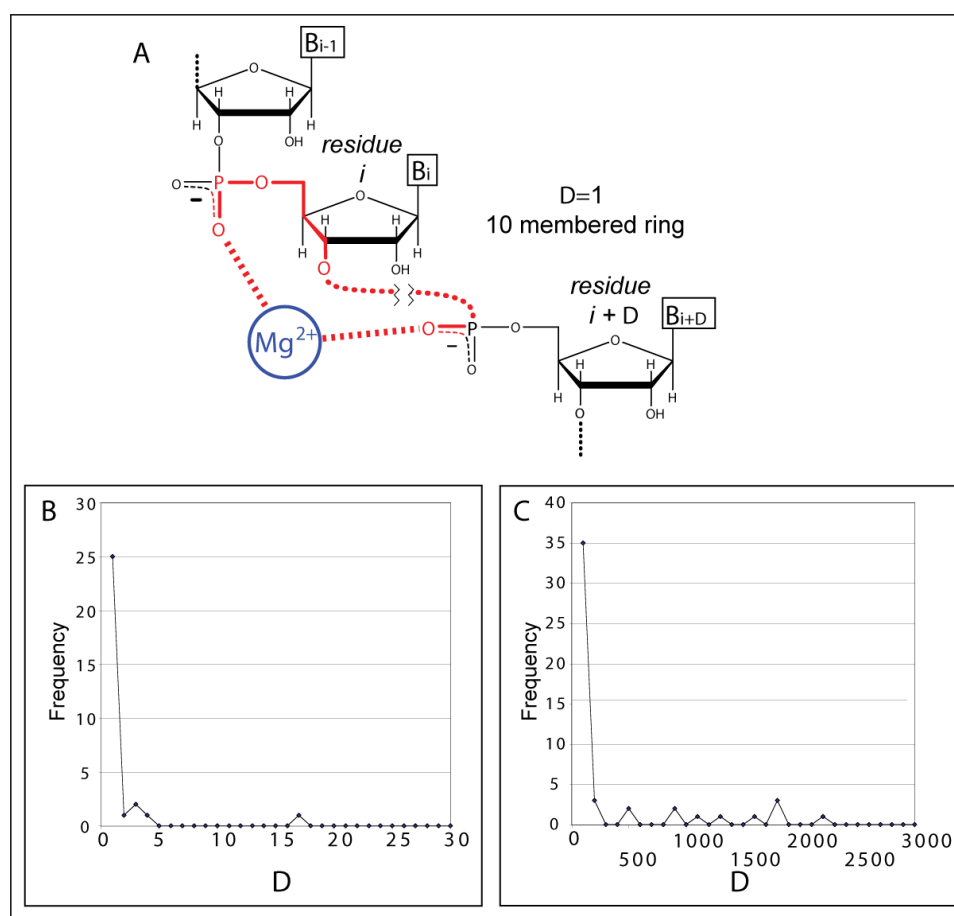 A
Bi-1
O
H
H
H
H
O
OH
residue
i
Bi
O
P
O
O
−
O
H
H
H
H
O
OH
D=1
10 membered ring
residue
i + D
Bi+D
Mg2+
O
P
O
−
O
O
H
H
H
H
O
OH
B
30
25
20
15
10
5
0
Frequency
0 5 10 15 20 25 30
D
C
40
35
30
25
20
15
10
5
0
Frequency
0 1000 2000 3000
500 1500 2500
D